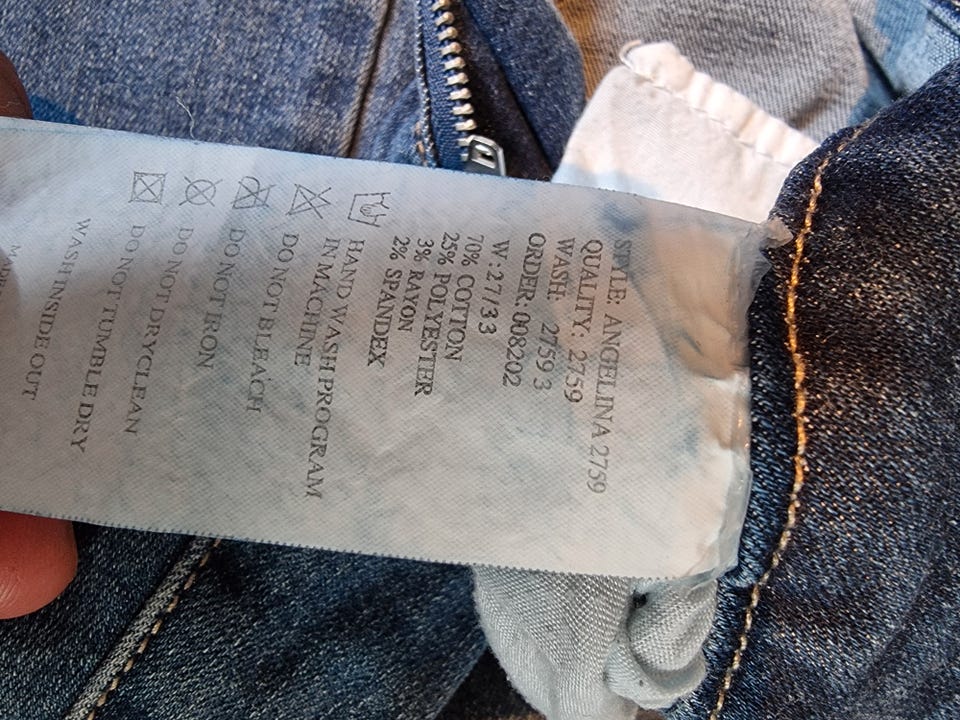 STYLE: ANGELINA 2759
QUALITY: 2759
WASH: 2759 3
ORDER: 008202
W:27/33
70% COTTON
25% POLYESTER
3% RAYON
2% SPANDEX
HAND WASH PROGRAM
IN MACHINE
DO NOT BLEACH
DO NOT IRON
DO NOT DRYCLEAN
DO NOT TUMBLE DRY
WASH INSIDE OUT